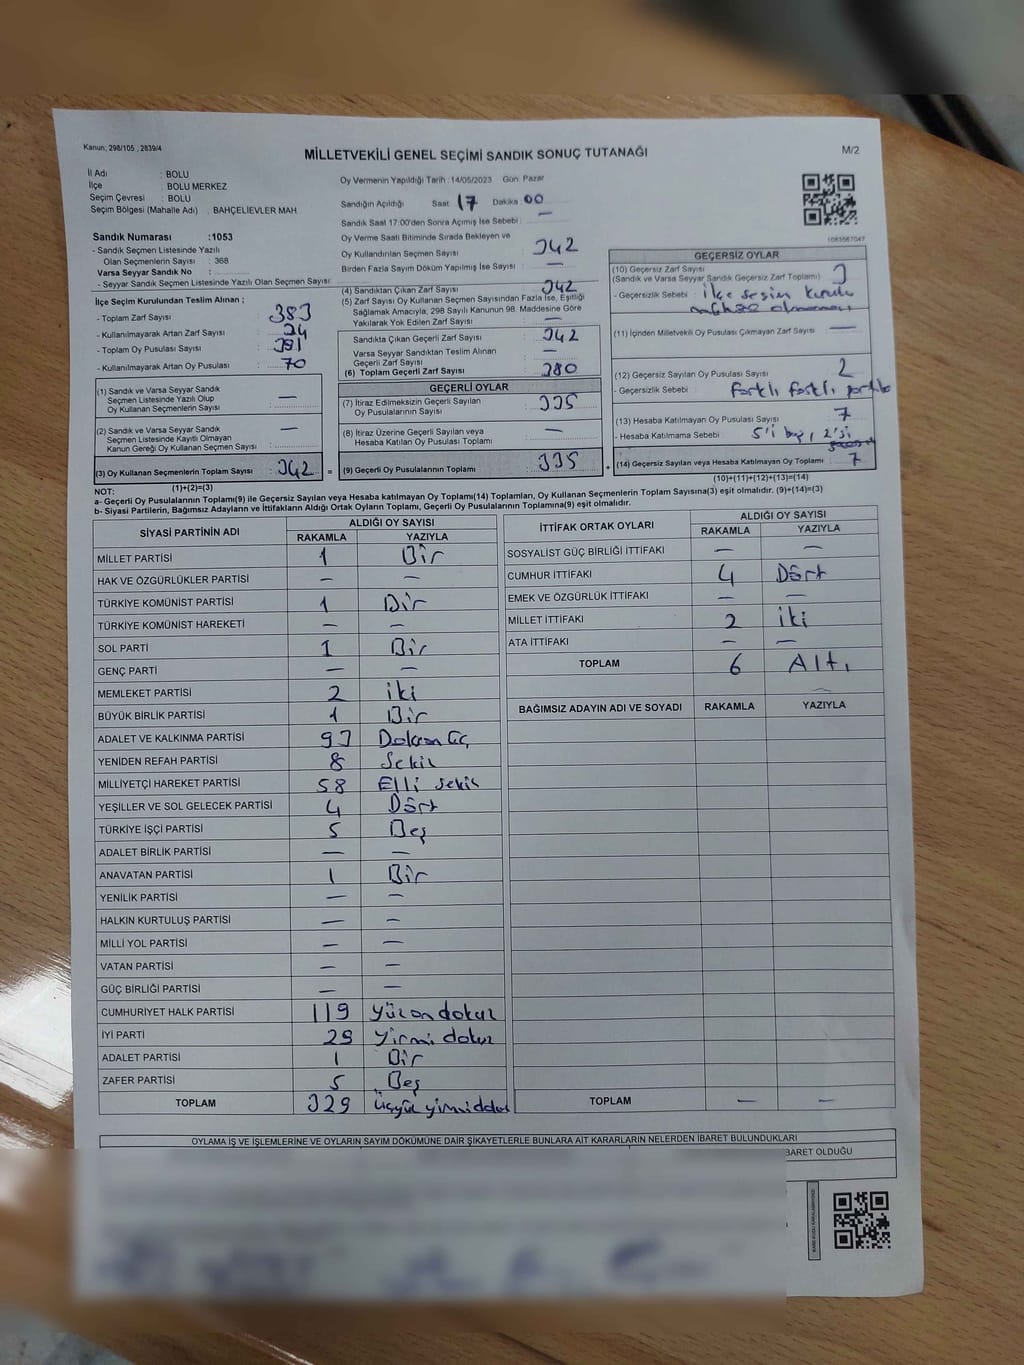 Kanun; 298/105 , 2839/4
MİLLETVEKİLİ GENEL SEÇİMİ SANDIK SONUÇ TUTANAĞI
M/2
İl Adı : BOLU
İlçe : BOLU MERKEZ
Seçim Çevresi : BOLU
Seçim Bölgesi (Mahalle Adı) : BAHÇELİEVLER MAH
Sandık Numarası :1053
- Sandık Seçmen Listesinde Yazılı
Olan Seçmenlerin Sayısı : 368
Varsa Seyyar Sandık No :
- Seyyar Sandık Seçmen Listesinde Yazılı Olan Seçmen Sayısı
İlçe Seçim Kurulundan Teslim Alınan ;
- Toplam Zarf Sayısı : 383
- Kullanılmayarak Artan Zarf Sayısı :
- Toplam Oy Pusulası Sayısı : 391
- Kullanılmayarak Artan Oy Pusulası : 70
(1) Sandık ve Varsa Seyyar Sandık
Seçmen Listesinde Yazılı Olup
Oy Kullanan Seçmenlerin Sayısı : —
(2) Sandık ve Varsa Seyyar Sandık
Seçmen Listesinde Kayıtlı Olmayan
Kanun Gereği Oy Kullanan Seçmen Sayısı : —
(3) Oy Kullanan Seçmenlerin Toplam Sayısı : 342 =
(1)+(2)=(3)
Oy Vermenin Yapıldığı Tarih : 14/05/2023 Gün Pazar
Sandığın Açıldığı Saat 17 Dakika 00
Sandık Saat 17.00'den Sonra Açılmış İse Sebebi : —
Oy Verme Saati Bitiminde Sırada Bekleyen ve
Oy Kullandırılan Seçmen Sayısı : 342
Birden Fazla Sayım Döküm Yapılmış İse Sayısı : —
(4) Sandıktan Çıkan Zarf Sayısı : 342
(5) Zarf Sayısı Oy Kullanan Seçmen Sayısından Fazla İse, Eşitliği
Sağlamak Amacıyla, 298 Sayılı Kanunun 98. Maddesine Göre
Yakılarak Yok Edilen Zarf Sayısı : —
Sandıkta Çıkan Geçerli Zarf Sayısı : 342
Varsa Seyyar Sandıktan Teslim Alınan
Geçerli Zarf Sayısı : —
(6) Toplam Geçerli Zarf Sayısı : 380
GEÇERLİ OYLAR
(7) İtiraz Edilmeksizin Geçerli Sayılan
Oy Pusulalarının Sayısı : 335
(8) İtiraz Üzerine Geçerli Sayılan veya
Hesaba Katılan Oy Pusulası Toplamı : —
(9) Geçerli Oy Pusulalarının Toplamı : 335 +
1083587047
GEÇERSİZ OYLAR
(10) Geçersiz Zarf Sayısı
(Sandık ve Varsa Seyyar Sandık Geçersiz Zarf Toplamı) :
- Geçersizlik Sebebi : İlçe seçim kurulu
mühürü olmaması
(11) İçinden Milletvekili Oy Pusulası Çıkmayan Zarf Sayısı : —
(12) Geçersiz Sayılan Oy Pusulası Sayısı : 2
- Geçersizlik Sebebi : farklı farklı
(13) Hesaba Katılmayan Oy Pusulası Sayısı : 7
- Hesaba Katılmama Sebebi : 5'i boş, 2'si
(14) Geçersiz Sayılan veya Hesaba Katılmayan Oy Toplamı : 7
(10)+(11)+(12)+(13)=(14)
NOT:
a- Geçerli Oy Pusulalarının Toplamı(9) ile Geçersiz Sayılan veya Hesaba katılmayan Oy Toplamı(14) Toplamları, Oy Kullanan Seçmenlerin Toplam Sayısına(3) eşit olmalıdır. (9)+(14)=(3)
b- Siyasi Partilerin, Bağımsız Adayların ve İttifakların Aldığı Ortak Oyların Toplamı, Geçerli Oy Pusulalarının Toplamına(9) eşit olmalıdır.
SİYASİ PARTİNİN ADI ALDIĞI OY SAYISI
RAKAMLA YAZIYLA
MİLLET PARTİSİ 1 Bir
HAK VE ÖZGÜRLÜKLER PARTİSİ — —
TÜRKİYE KOMÜNİST PARTİSİ 1 Bir
TÜRKİYE KOMÜNİST HAREKETİ — —
SOL PARTİ 1 Bir
GENÇ PARTİ — —
MEMLEKET PARTİSİ 2 iki
BÜYÜK BİRLİK PARTİSİ 1 Bir
ADALET VE KALKINMA PARTİSİ 93 Doksan üç
YENİDEN REFAH PARTİSİ 8 Sekiz
MİLLİYETÇİ HAREKET PARTİSİ 58 Elli sekiz
YEŞİLLER VE SOL GELECEK PARTİSİ 4 Dört
TÜRKİYE İŞÇİ PARTİSİ 5 Beş
ADALET BİRLİK PARTİSİ — —
ANAVATAN PARTİSİ 1 Bir
YENİLİK PARTİSİ — —
HALKIN KURTULUŞ PARTİSİ — —
MİLLİ YOL PARTİSİ — —
VATAN PARTİSİ — —
GÜÇ BİRLİĞİ PARTİSİ — —
CUMHURİYET HALK PARTİSİ 119 yüzondokuz
İYİ PARTİ 29 yirmi dokuz
ADALET PARTİSİ 1 Bir
ZAFER PARTİSİ 5 Beş
TOPLAM 329
İTTİFAK ORTAK OYLARI ALDIĞI OY SAYISI
RAKAMLA YAZIYLA
SOSYALİST GÜÇ BİRLİĞİ İTTİFAKI — —
CUMHUR İTTİFAKI 4 Dört
EMEK VE ÖZGÜRLÜK İTTİFAKI — —
MİLLET İTTİFAKI 2 iki
ATA İTTİFAKI — —
TOPLAM 6 Altı
BAĞIMSIZ ADAYIN ADI VE SOYADI RAKAMLA YAZIYLA
TOPLAM — —
OYLAMA İŞ VE İŞLEMLERİNE VE OYLARIN SAYIM DÖKÜMÜNE DAİR ŞİKAYETLERLE BUNLARA AİT KARARLARIN NELERDEN İBARET BULUNDUKLARI
BARET OLDUĞU